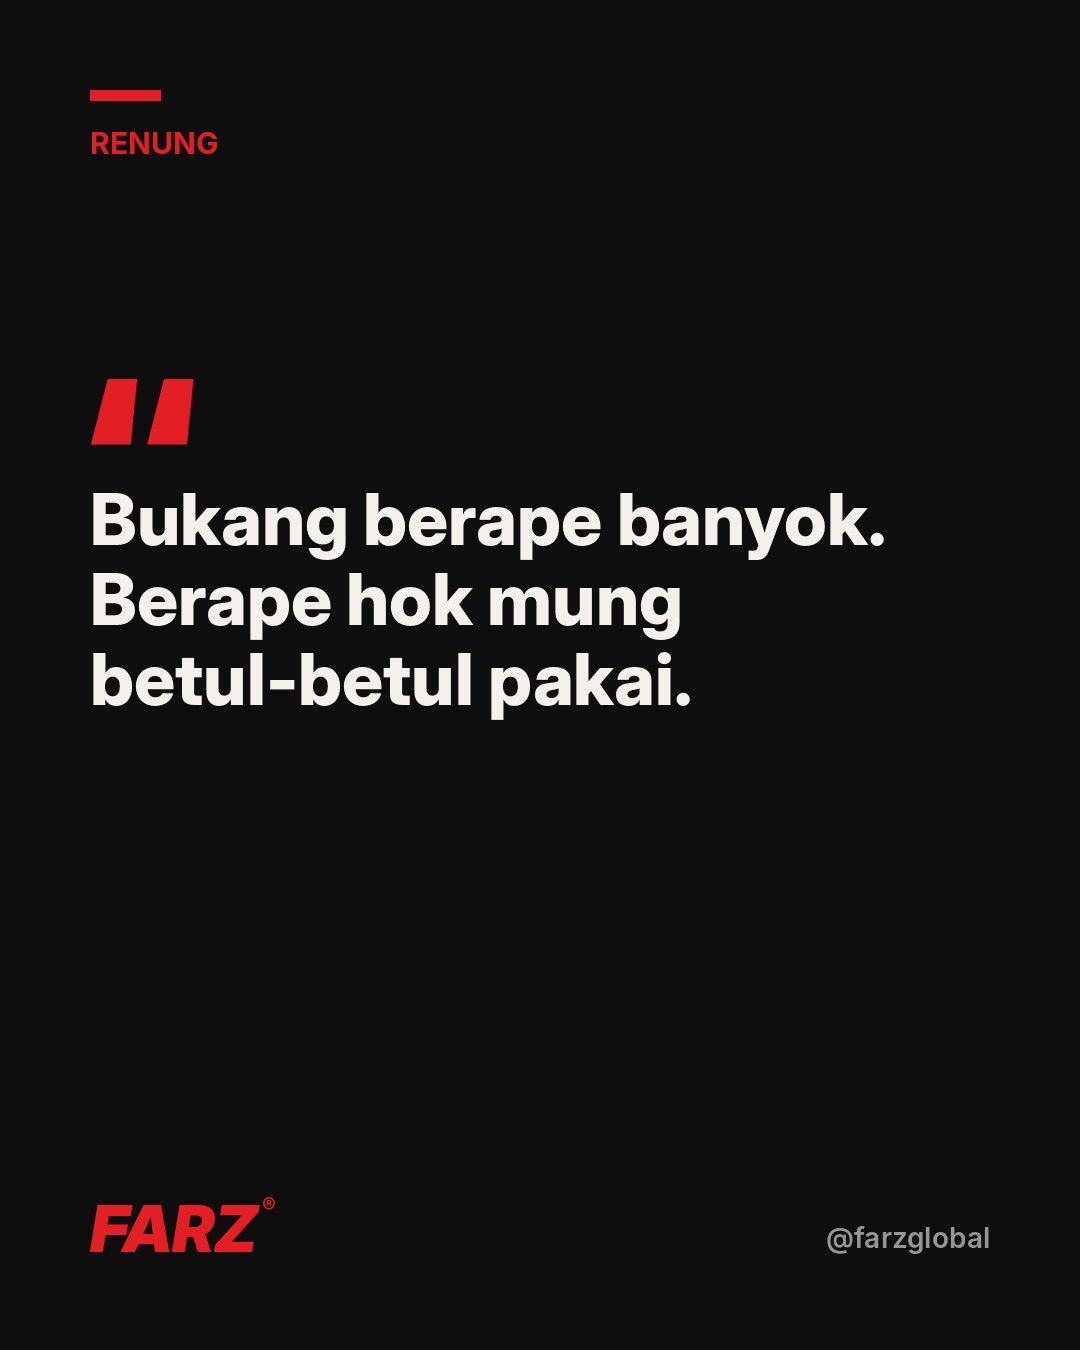 RENUNG
"
Bukang berape banyok.
Berape hok mung
betul-betul pakai.
FARZ®
@farzglobal